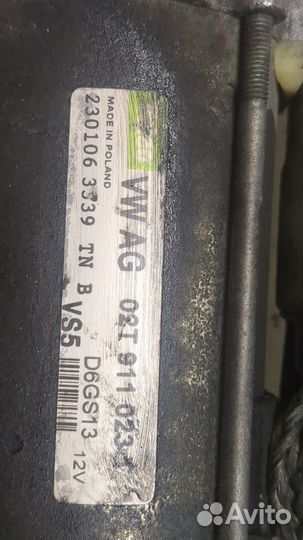 VW AG 02T 911 023
MADE IN POLAND
D6GS13 12V
VS5
230106 3339 TN B
Avito